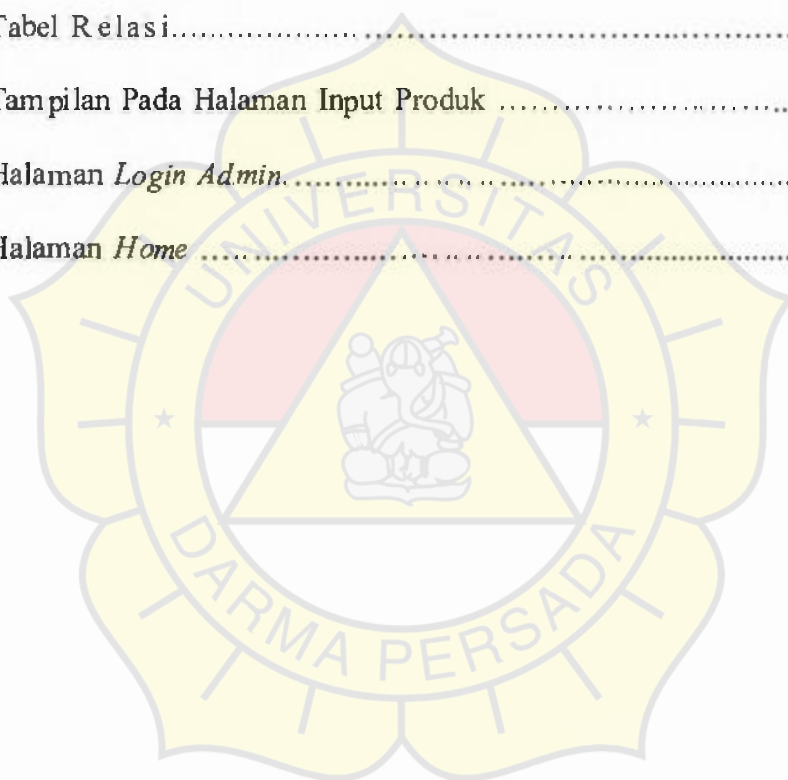 Tabel Relasi........................................................
Tampilan Pada Halaman Input Produk ..............................
Halaman Login Admin..............................................
Halaman Home .....................................................
UNIVERSITAS
DARMA PERSADA